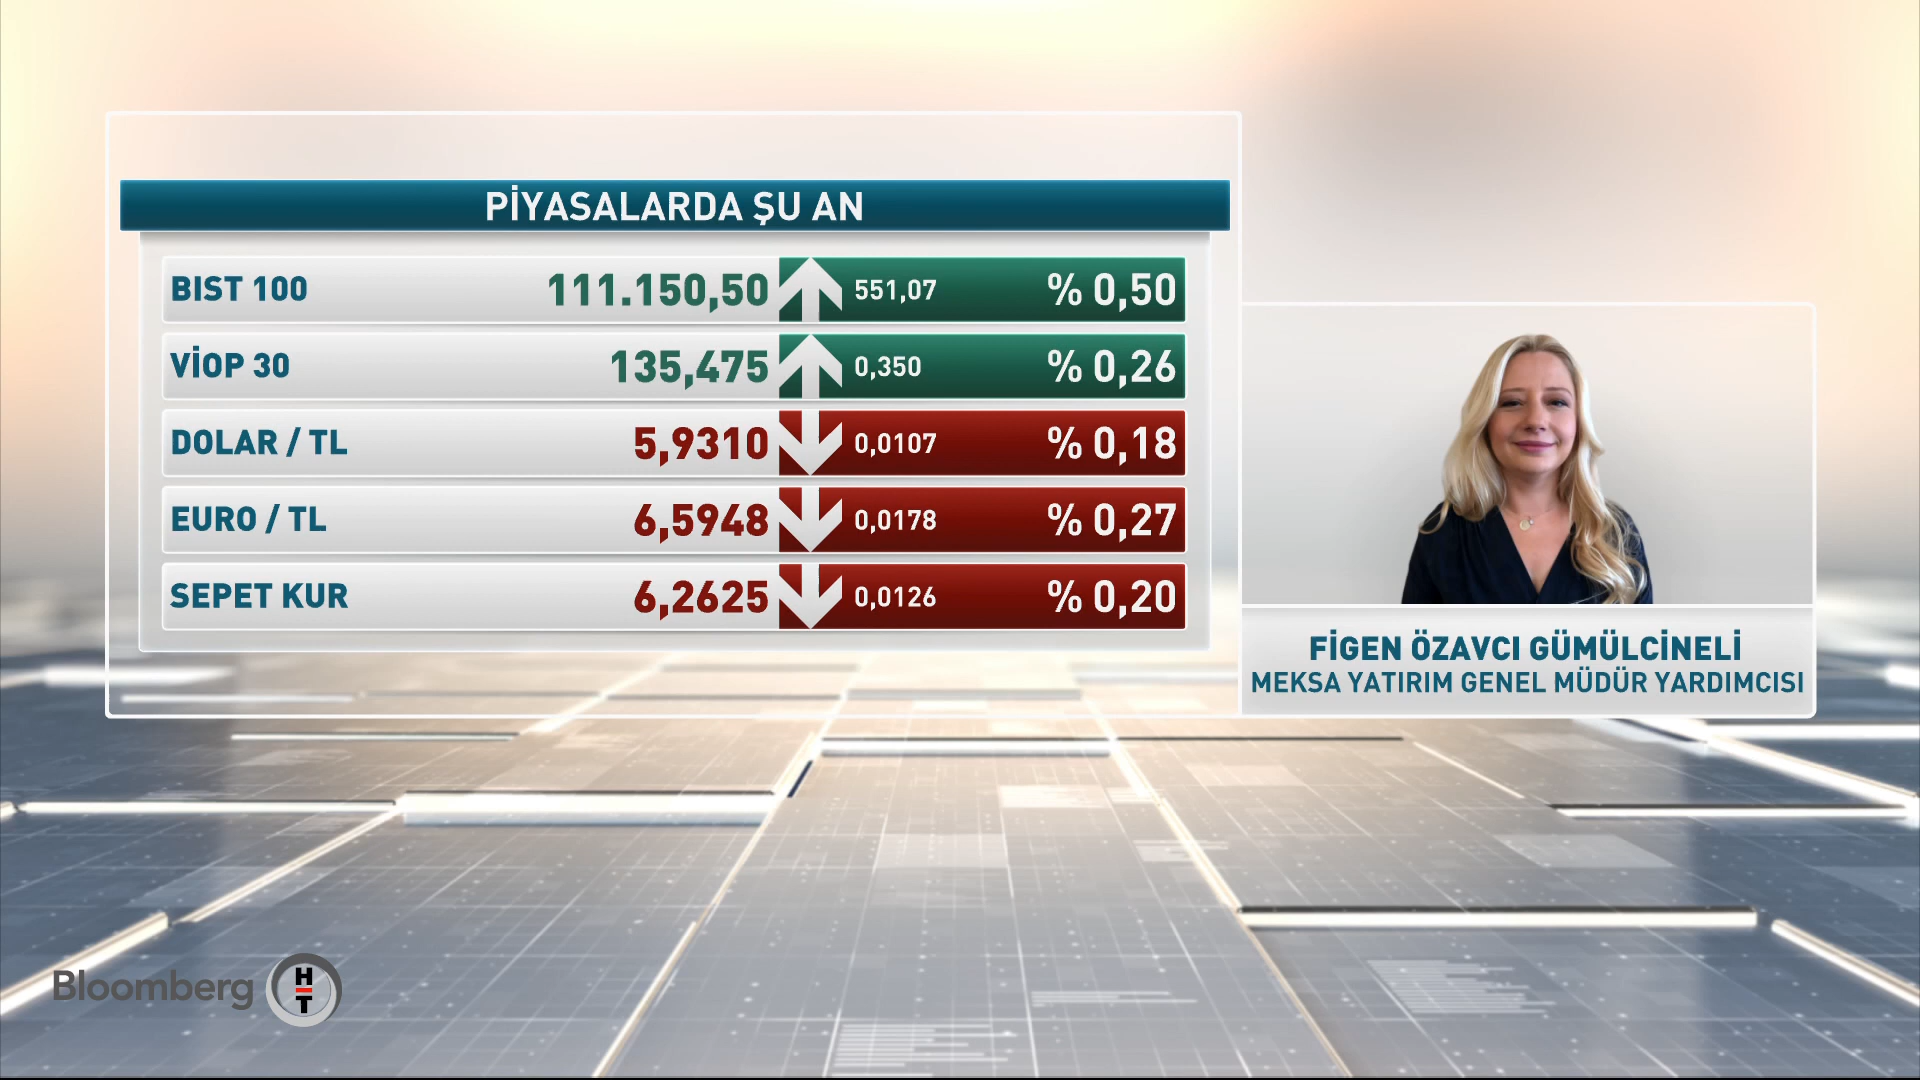 PİYASALARDA ŞU AN
BIST 100 111.150,50 551,07 % 0,50
VİOP 30 135,475 0,350 % 0,26
DOLAR / TL 5,9310 0,0107 % 0,18
EURO / TL 6,5948 0,0178 % 0,27
SEPET KUR 6,2625 0,0126 % 0,20
FİGEN ÖZAVCI GÜMÜLCİNELİ
MEKSA YATIRIM GENEL MÜDÜR YARDIMCISI
Bloomberg HT